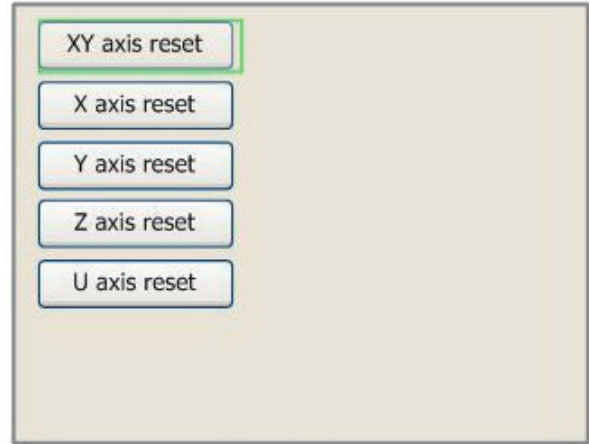 XY axis reset
X axis reset
Y axis reset
Z axis reset
U axis reset